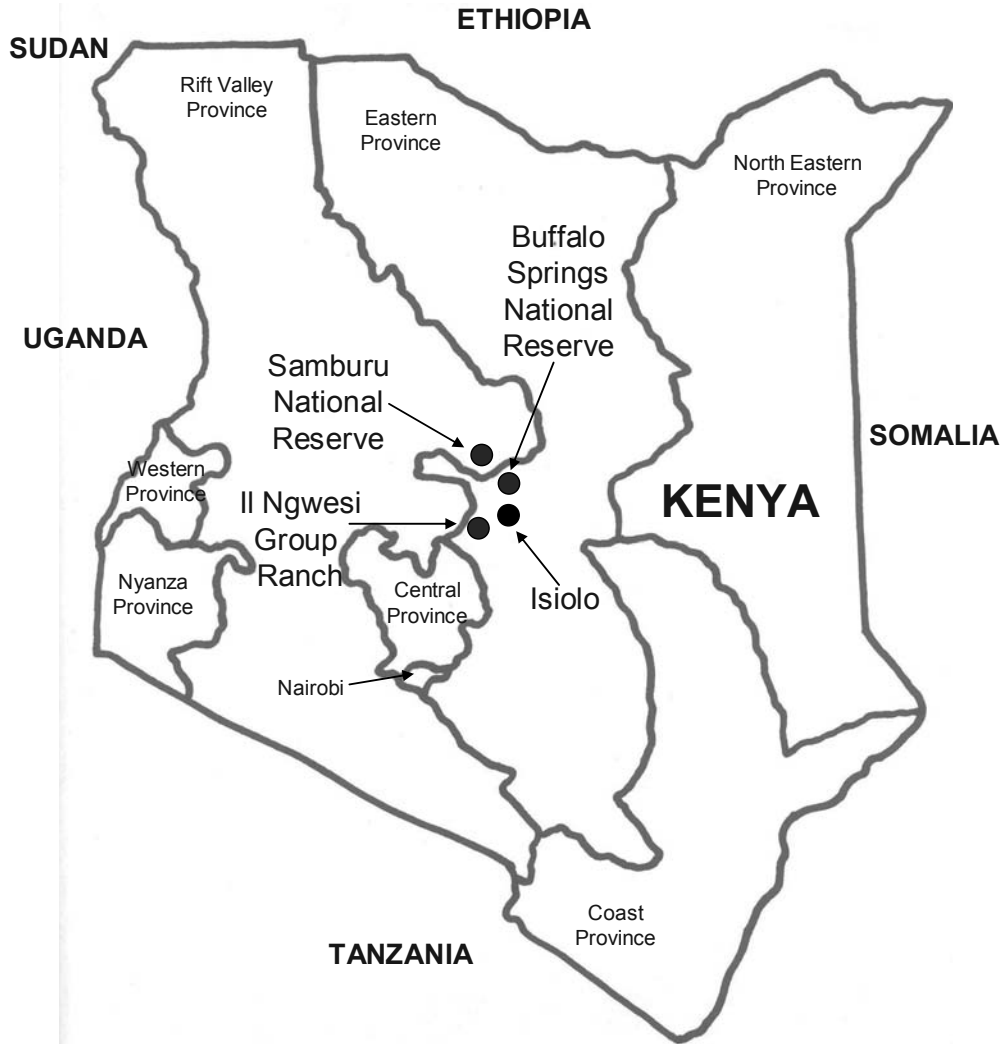 ETHIOPIA
SUDAN
Rift Valley
Province
Eastern
Province
North Eastern
Province
Buffalo
Springs
National
Reserve
UGANDA
Samburu
National
Reserve
SOMALIA
Western
Province
KENYA
Il Ngwesi
Group
Ranch
Nyanza
Province
Central
Province
Isiolo
Nairobi
Coast
Province
TANZANIA